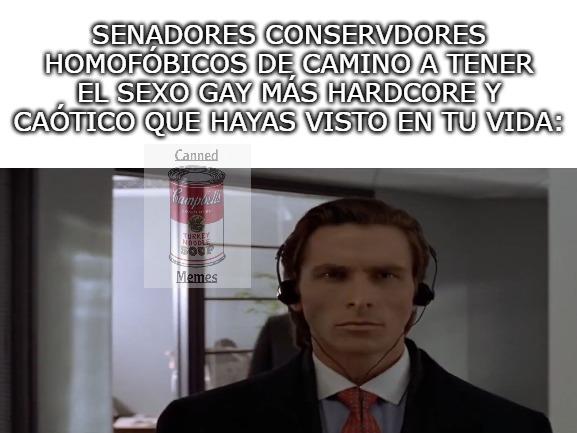 SENADORES CONSERVDORES
HOMOFÓBICOS DE CAMINO A TENER
EL SEXO GAY MÁS HARDCORE Y
CAÓTICO QUE HAYAS VISTO EN TU VIDA:
Canned
Campbell's
TURKEY
NOODLE
SOUP
Memes